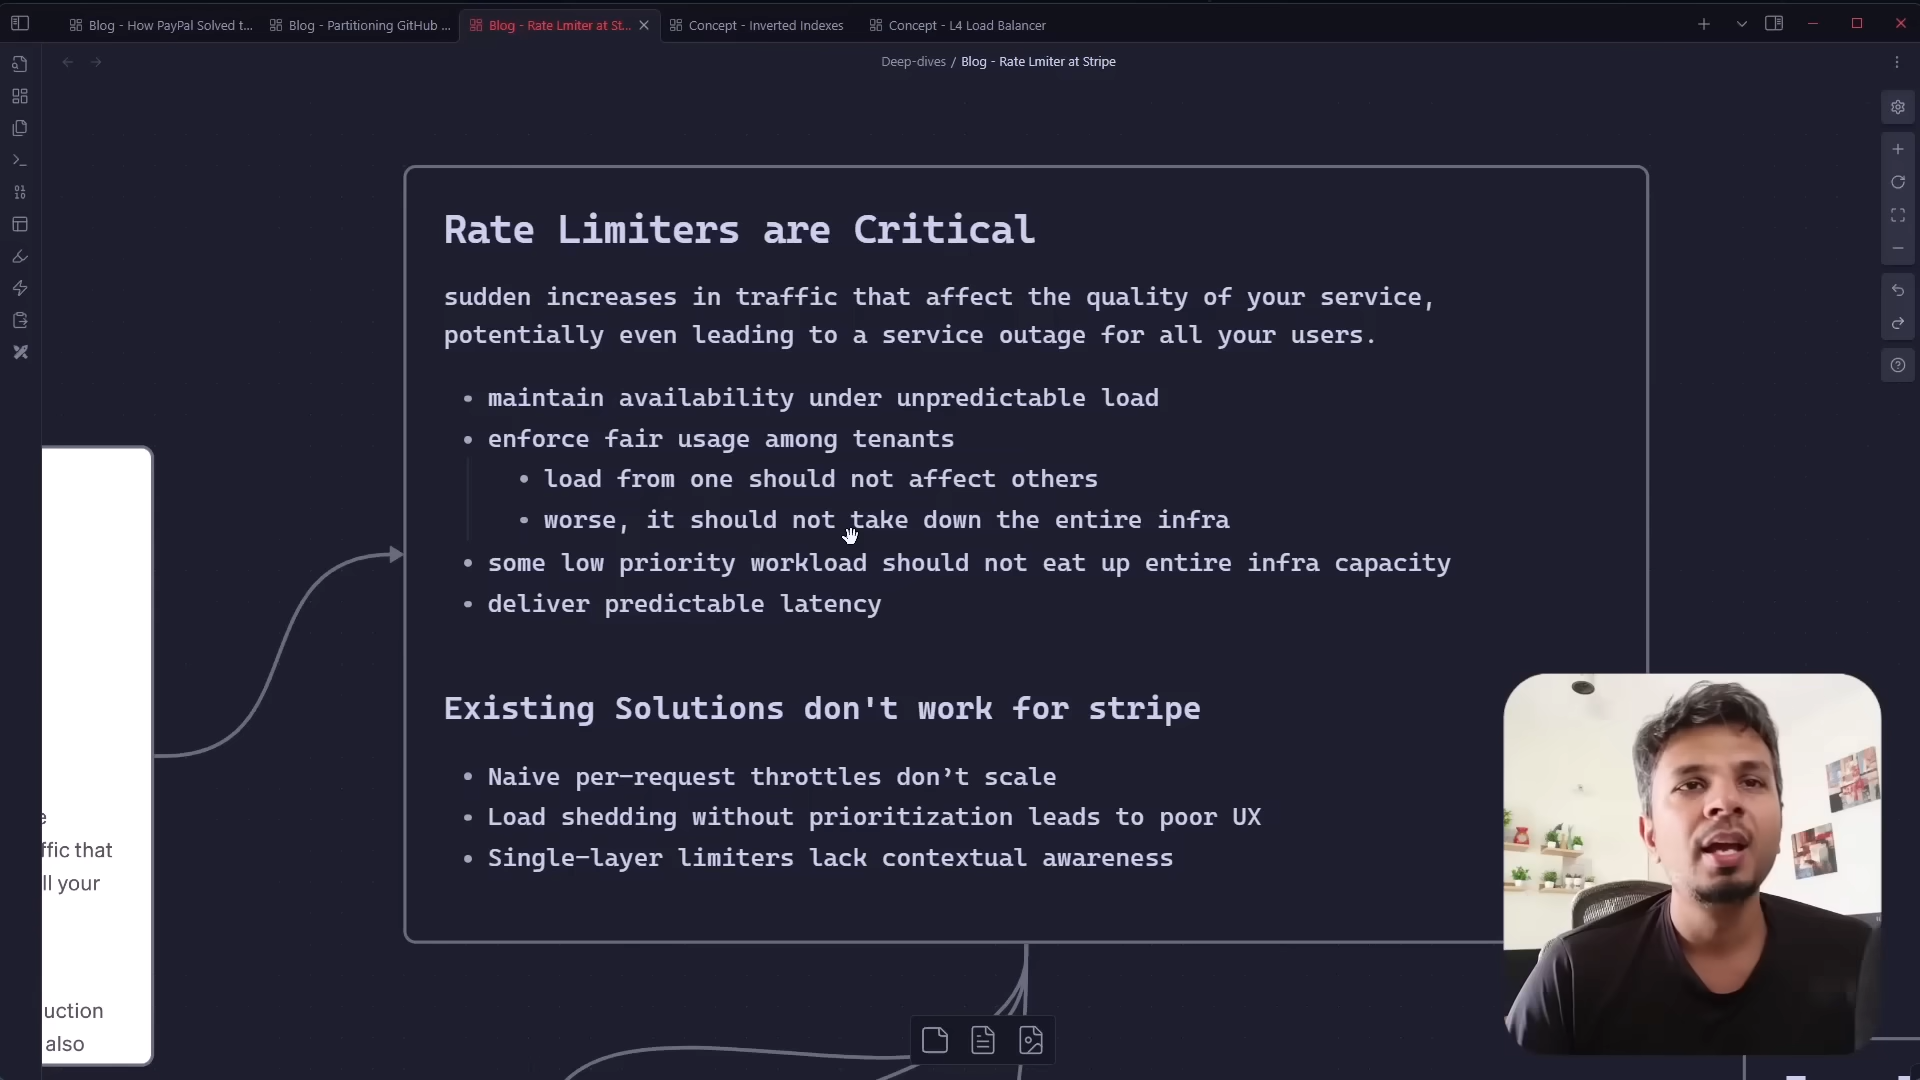 Blog - How PayPal Solved t...
Blog - Partitioning GitHub ...
Blog - Rate Lmiter at St...
Concept - Inverted Indexes
Concept - L4 Load Balancer
Deep-dives / Blog - Rate Lmiter at Stripe
Rate Limiters are Critical
sudden increases in traffic that affect the quality of your service,
potentially even leading to a service outage for all your users.
• maintain availability under unpredictable load
• enforce fair usage among tenants
• load from one should not affect others
• worse, it should not take down the entire infra
• some low priority workload should not eat up entire infra capacity
• deliver predictable latency
Existing Solutions don't work for stripe
• Naive per-request throttles don’t scale
• Load shedding without prioritization leads to poor UX
• Single-layer limiters lack contextual awareness
e
ffic that
ll your
uction
also